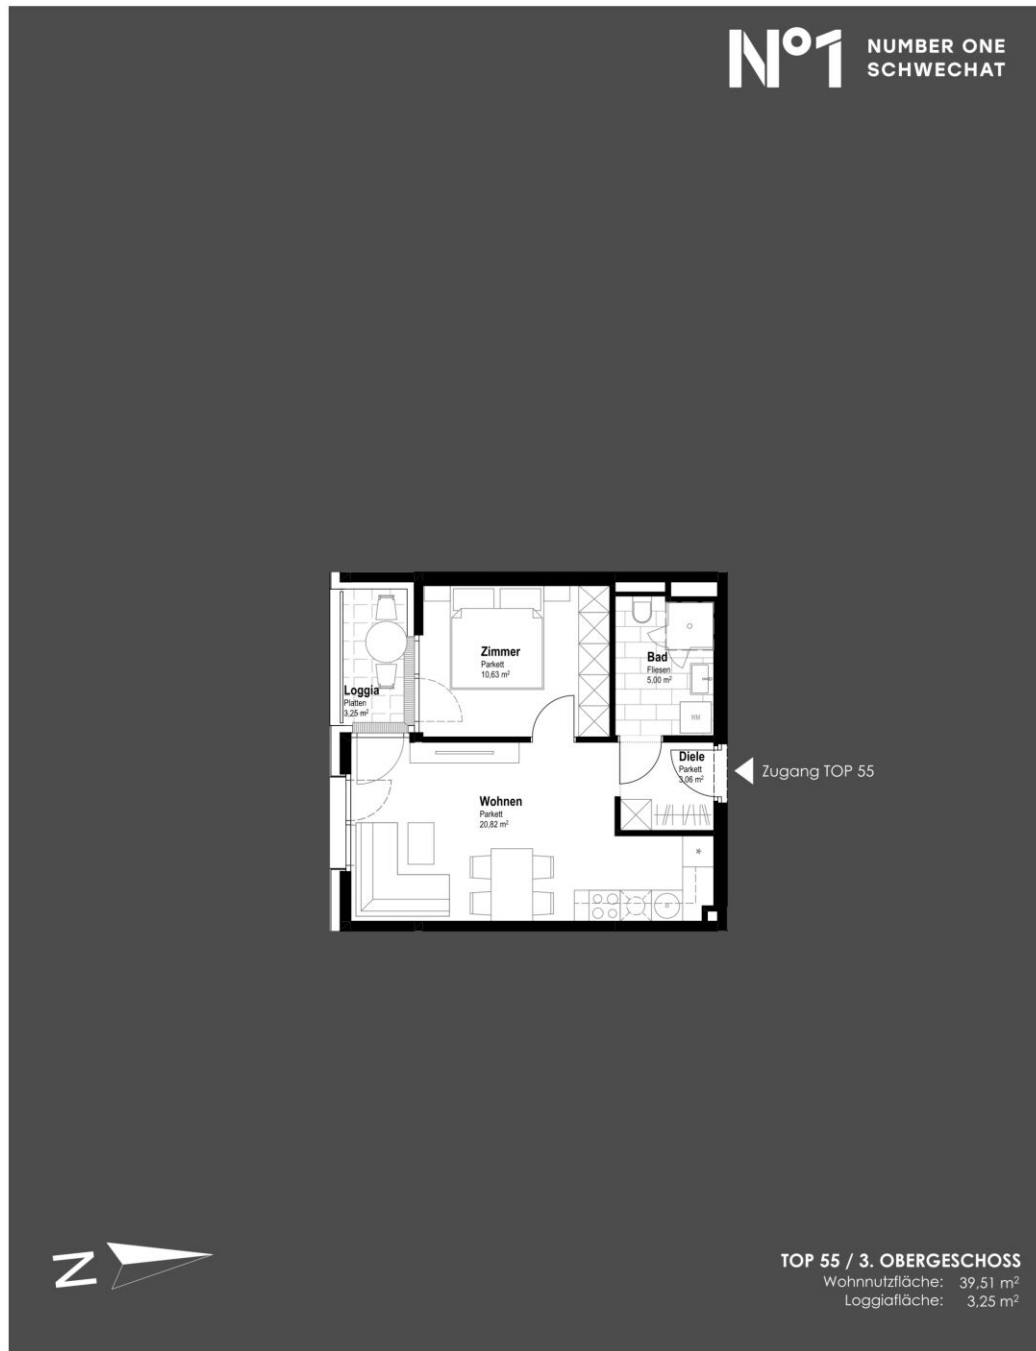 Nº1 NUMBER ONE
SCHWECHAT
Zimmer
Parkett
10,63 m²
Bad
Fliesen
5,00 m²
WM
Loggia
Platten
3,25 m²
Diele
Parkett
3,06 m²
Zugang TOP 55
Wohnen
Parkett
20,82 m²
*
N
TOP 55 / 3. OBERGESCHOSS
Wohnnutzfläche: 39,51 m²
Loggiafläche: 3,25 m²